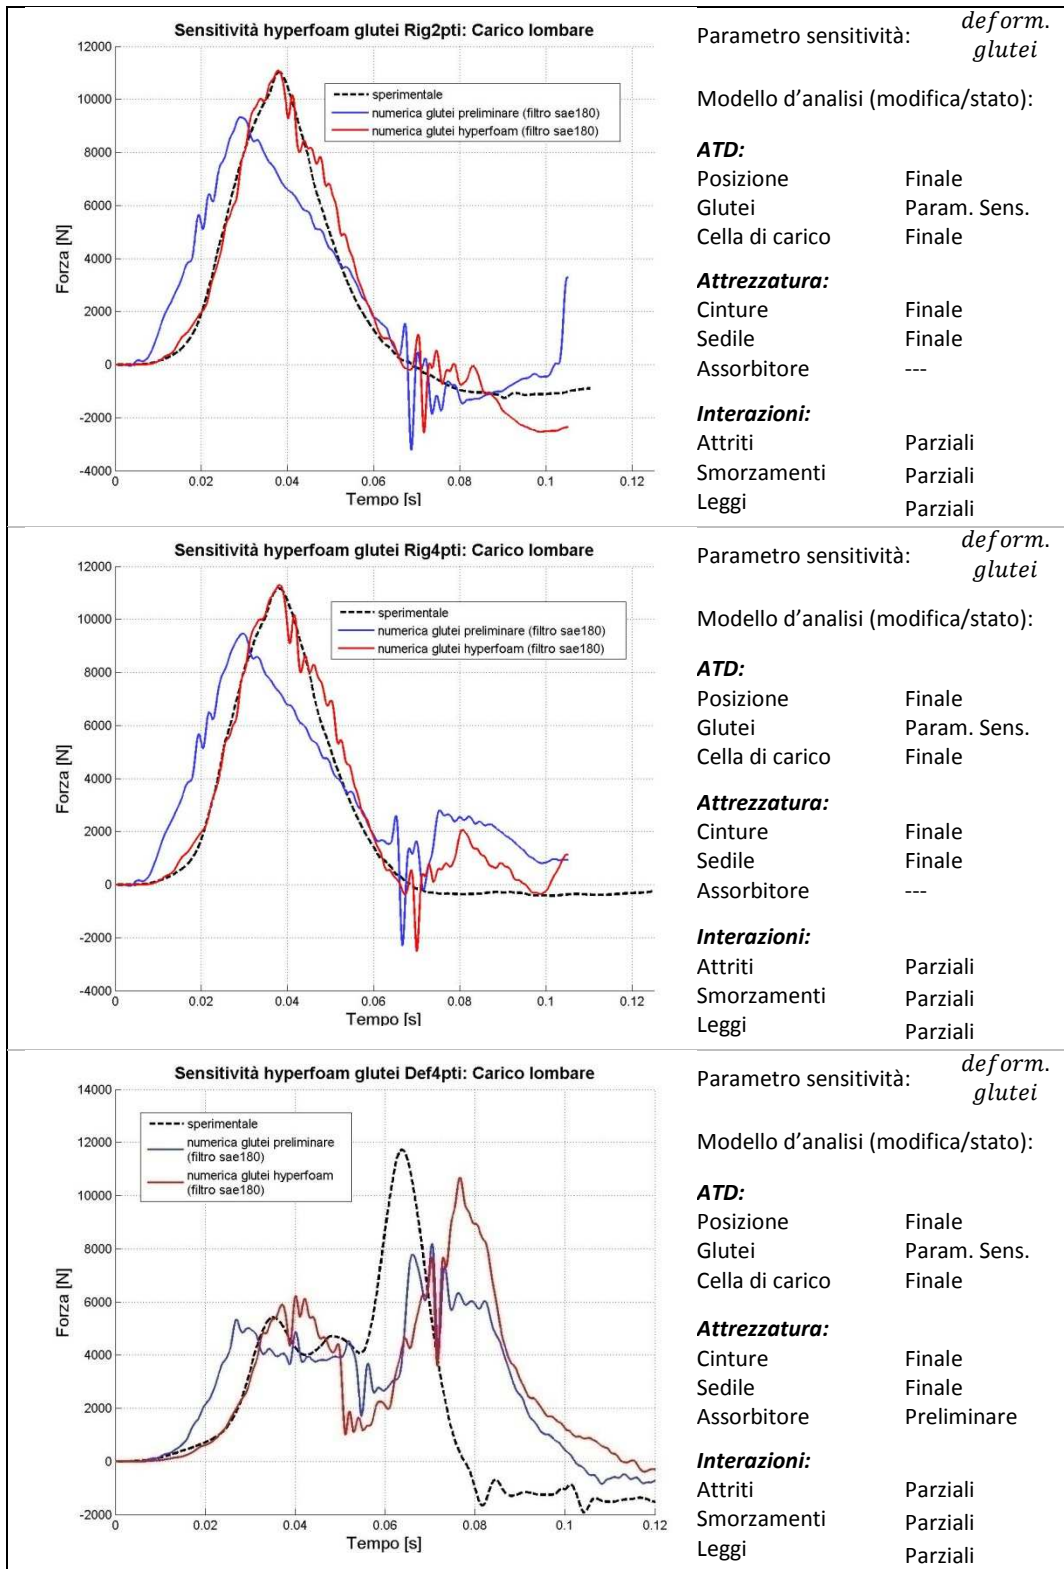 Sensitività hyperfoam glutei Rig2pti: Carico lombare
12000
10000
8000
6000
4000
2000
0
-2000
-4000
Forza [N]
sperimentale
numerica glutei preliminare (filtro sae180)
numerica glutei hyperfoam (filtro sae180)
0 0.02 0.04 0.06 0.08 0.1 0.12
Tempo [s]
Parametro sensitività: deform. glutei
Modello d'analisi (modifica/stato):
ATD:
Posizione Finale
Glutei Param. Sens.
Cella di carico Finale
Attrezzatura:
Cinture Finale
Sedile Finale
Assorbitore ---
Interazioni:
Attriti Parziali
Smorzamenti Parziali
Leggi Parziali
Sensitività hyperfoam glutei Rig4pti: Carico lombare
12000
10000
8000
6000
4000
2000
0
-2000
-4000
Forza [N]
sperimentale
numerica glutei preliminare (filtro sae180)
numerica glutei hyperfoam (filtro sae180)
0 0.02 0.04 0.06 0.08 0.1 0.12
Tempo [s]
Parametro sensitività: deform. glutei
Modello d'analisi (modifica/stato):
ATD:
Posizione Finale
Glutei Param. Sens.
Cella di carico Finale
Attrezzatura:
Cinture Finale
Sedile Finale
Assorbitore ---
Interazioni:
Attriti Parziali
Smorzamenti Parziali
Leggi Parziali
Sensitività hyperfoam glutei Def4pti: Carico lombare
14000
12000
10000
8000
6000
4000
2000
0
-2000
Forza [N]
sperimentale
numerica glutei preliminare
(filtro sae180)
numerica glutei hyperfoam
(filtro sae180)
0 0.02 0.04 0.06 0.08 0.1 0.12
Tempo [s]
Parametro sensitività: deform. glutei
Modello d'analisi (modifica/stato):
ATD:
Posizione Finale
Glutei Param. Sens.
Cella di carico Finale
Attrezzatura:
Cinture Finale
Sedile Finale
Assorbitore Preliminare
Interazioni:
Attriti Parziali
Smorzamenti Parziali
Leggi Parziali